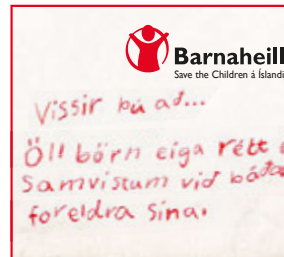 Barnaheill
Save the Children á Íslandi
Vissir þú að...
Öll börn eiga rétt
samvistum við báða
foreldra sína.